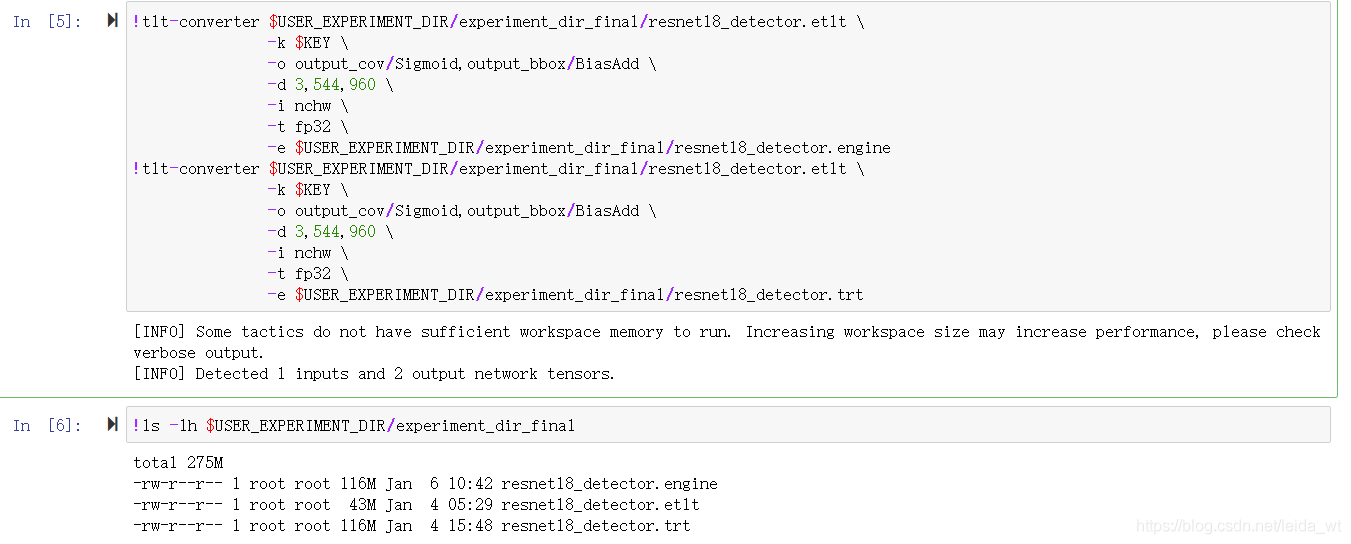 In [5]:
!tlt-converter $USER_EXPERIMENT_DIR/experiment_dir_final/resnet18_detector.etlt \
-k $KEY \
-o output_cov/Sigmoid,output_bbox/BiasAdd \
-d 3,544,960 \
-i nchw \
-t fp32 \
-e $USER_EXPERIMENT_DIR/experiment_dir_final/resnet18_detector.engine
!tlt-converter $USER_EXPERIMENT_DIR/experiment_dir_final/resnet18_detector.etlt \
-k $KEY \
-o output_cov/Sigmoid,output_bbox/BiasAdd \
-d 3,544,960 \
-i nchw \
-t fp32 \
-e $USER_EXPERIMENT_DIR/experiment_dir_final/resnet18_detector.trt
[INFO] Some tactics do not have sufficient workspace memory to run. Increasing workspace size may increase performance, please check
verbose output.
[INFO] Detected 1 inputs and 2 output network tensors.
In [6]:
!ls -lh $USER_EXPERIMENT_DIR/experiment_dir_final
total 275M
-rw-r--r-- 1 root root 116M Jan  6 10:42 resnet18_detector.engine
-rw-r--r-- 1 root root  43M Jan  4 05:29 resnet18_detector.etlt
-rw-r--r-- 1 root root 116M Jan  4 15:48 resnet18_detector.trt
https://blog.csdn.net/leida_wt